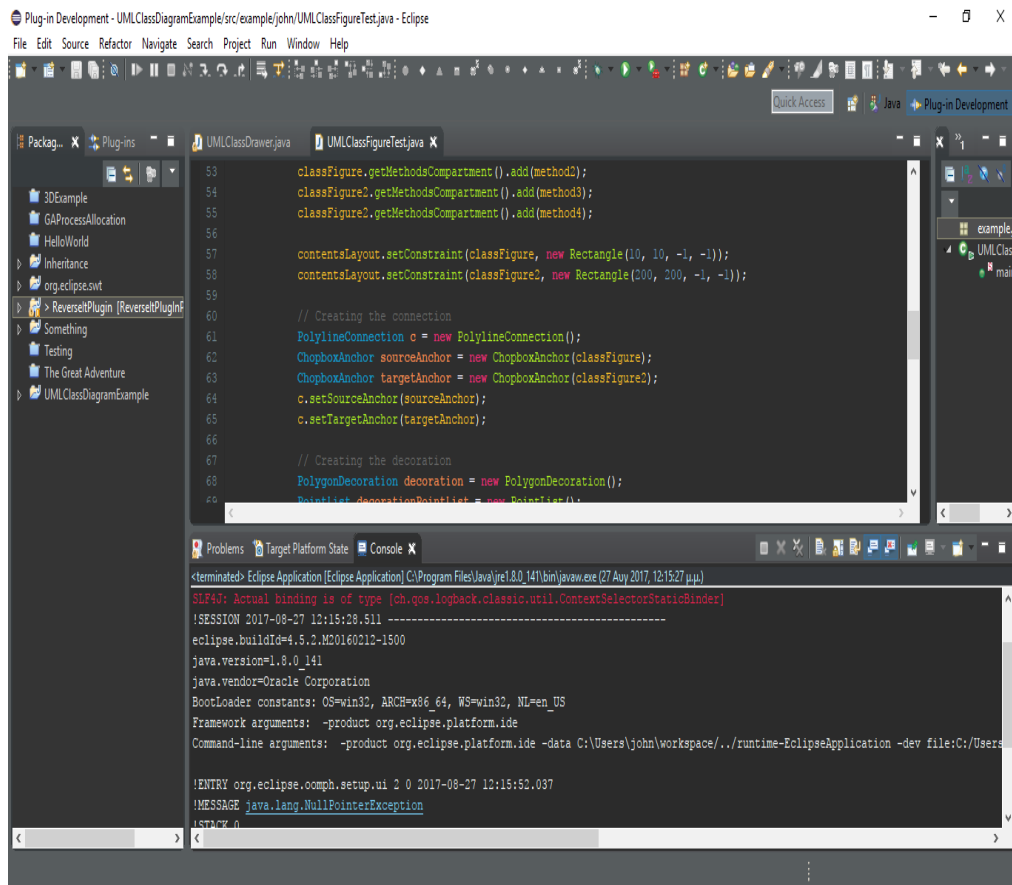 Plug-in Development - UMLClassDiagramExample/src/example/john/UMLClassFigureTest.java - Eclipse
File Edit Source Refactor Navigate Search Project Run Window Help
Quick Access Java Plug-in Development
Packag... Plug-ins
3DExample
GAProcessAllocation
HelloWorld
Inheritance
org.eclipse.swt
> ReverseItPlugin [ReverseItPlugInF
Something
Testing
The Great Adventure
UMLClassDiagramExample
UMLClassDrawer.java UMLClassFigureTest.java
53 classFigure.getMethodsCompartment().add(method2);
54 classFigure2.getMethodsCompartment().add(method3);
55 classFigure2.getMethodsCompartment().add(method4);
56
57 contentsLayout.setConstraint(classFigure, new Rectangle(10, 10, -1, -1));
58 contentsLayout.setConstraint(classFigure2, new Rectangle(200, 200, -1, -1));
59
60 // Creating the connection
61 PolylineConnection c = new PolylineConnection();
62 ChopboxAnchor sourceAnchor = new ChopboxAnchor(classFigure);
63 ChopboxAnchor targetAnchor = new ChopboxAnchor(classFigure2);
64 c.setSourceAnchor(sourceAnchor);
65 c.setTargetAnchor(targetAnchor);
66
67 // Creating the decoration
68 PolygonDecoration decoration = new PolygonDecoration();
69 PointList decorationPointList = new PointList();
»1
example.
UMLClas
mai
Problems Target Platform State Console
<terminated> Eclipse Application [Eclipse Application] C:\Program Files\Java\jre1.8.0_141\bin\javaw.exe (27 Αυγ 2017, 12:15:27 μ.μ.)
SLF4J: Actual binding is of type [ch.qos.logback.classic.util.ContextSelectorStaticBinder]
!SESSION 2017-08-27 12:15:28.511 -----------------------------------------------
eclipse.buildId=4.5.2.M20160212-1500
java.version=1.8.0_141
java.vendor=Oracle Corporation
BootLoader constants: OS=win32, ARCH=x86_64, WS=win32, NL=en_US
Framework arguments:  -product org.eclipse.platform.ide
Command-line arguments:  -product org.eclipse.platform.ide -data C:\Users\john\workspace/../runtime-EclipseApplication -dev file:C:/Users
!ENTRY org.eclipse.oomph.setup.ui 2 0 2017-08-27 12:15:52.037
!MESSAGE java.lang.NullPointerException
!STACK 0